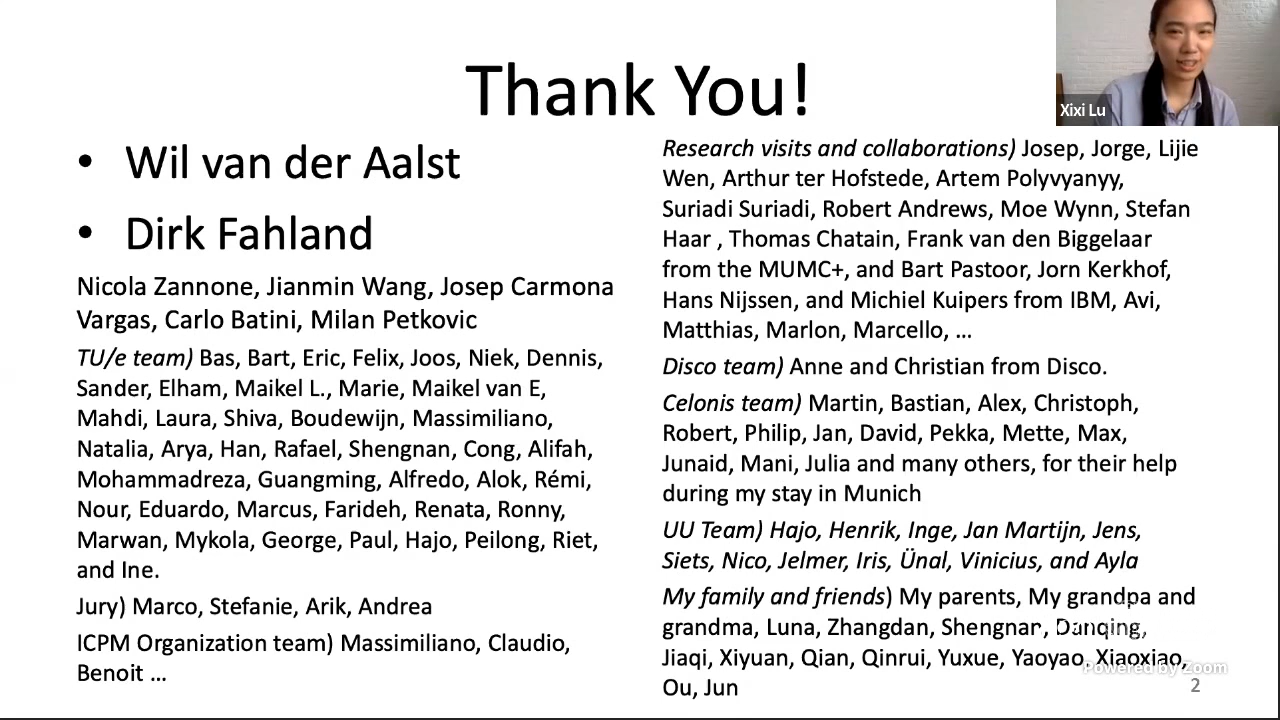 Thank You!
Xixi Lu
• Wil van der Aalst
• Dirk Fahland
Nicola Zannone, Jianmin Wang, Josep Carmona
Vargas, Carlo Batini, Milan Petkovic
TU/e team) Bas, Bart, Eric, Felix, Joos, Niek, Dennis,
Sander, Elham, Maikel L., Marie, Maikel van E,
Mahdi, Laura, Shiva, Boudewijn, Massimiliano,
Natalia, Arya, Han, Rafael, Shengnan, Cong, Alifah,
Mohammadreza, Guangming, Alfredo, Alok, Rémi,
Nour, Eduardo, Marcus, Farideh, Renata, Ronny,
Marwan, Mykola, George, Paul, Hajo, Peilong, Riet,
and Ine.
Jury) Marco, Stefanie, Arik, Andrea
ICPM Organization team) Massimiliano, Claudio,
Benoit ...
Research visits and collaborations) Josep, Jorge, Lijie
Wen, Arthur ter Hofstede, Artem Polyvyanyy,
Suriadi Suriadi, Robert Andrews, Moe Wynn, Stefan
Haar , Thomas Chatain, Frank van den Biggelaar
from the MUMC+, and Bart Pastoor, Jorn Kerkhof,
Hans Nijssen, and Michiel Kuipers from IBM, Avi,
Matthias, Marlon, Marcello, ...
Disco team) Anne and Christian from Disco.
Celonis team) Martin, Bastian, Alex, Christoph,
Robert, Philip, Jan, David, Pekka, Mette, Max,
Junaid, Mani, Julia and many others, for their help
during my stay in Munich
UU Team) Hajo, Henrik, Inge, Jan Martijn, Jens,
Siets, Nico, Jelmer, Iris, Ünal, Vinicius, and Ayla
My family and friends) My parents, My grandpa and
grandma, Luna, Zhangdan, Shengnan, Danqing,
Jiaqi, Xiyuan, Qian, Qinrui, Yuxue, Yaoyao, Xiaoxiao,
Ou, Jun
Powered by Zoom
2